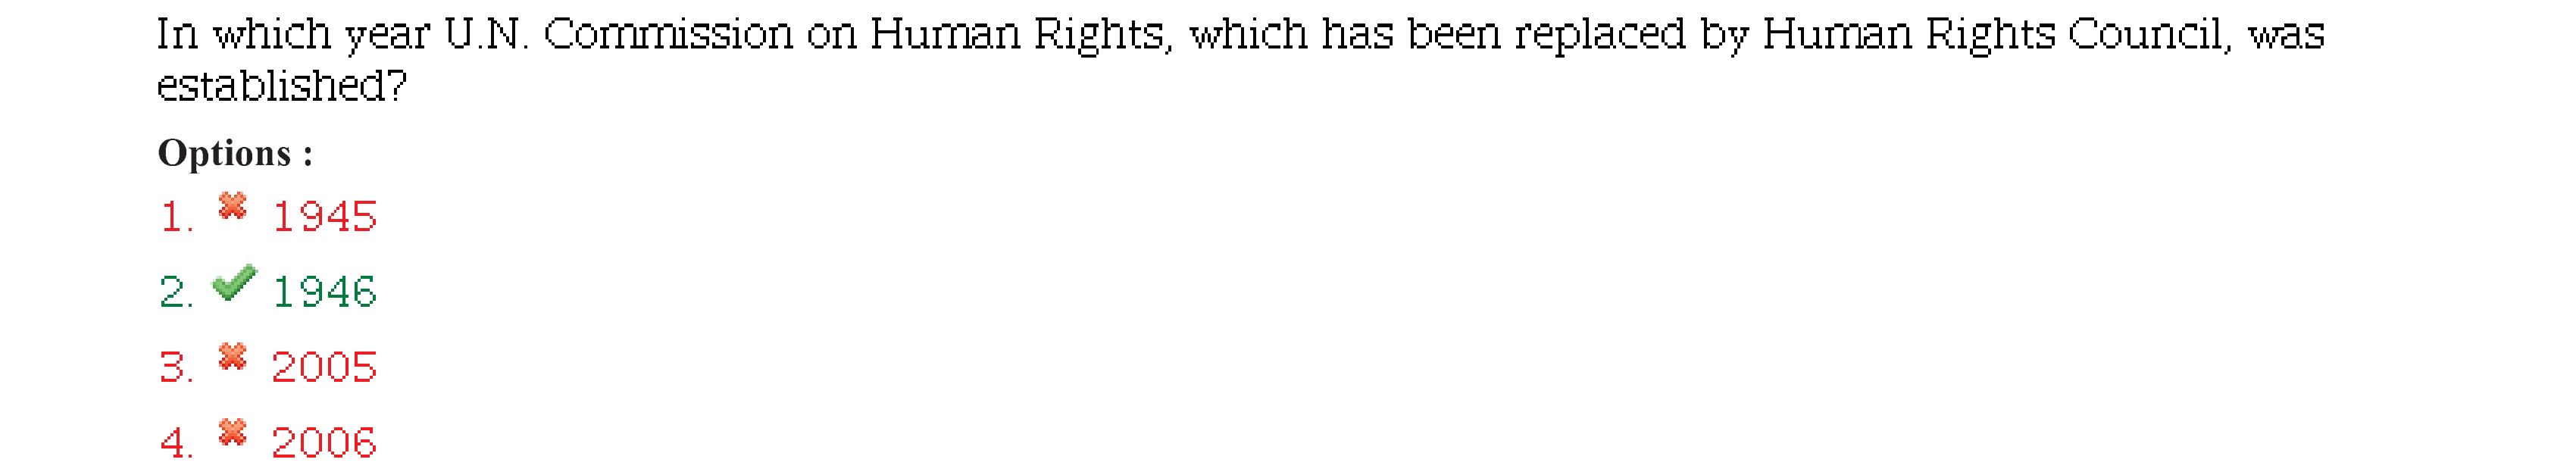 In which year U.N. Commission on Human Rights, which has been replaced by Human Rights Council, was
established?
Options :
1. 1945
2. 1946
3. 2005
4. 2006